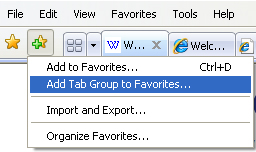 File Edit View Favorites Tools Help
W... Welc...
Add to Favorites... Ctrl+D
Add Tab Group to Favorites...
Import and Export...
Organize Favorites...